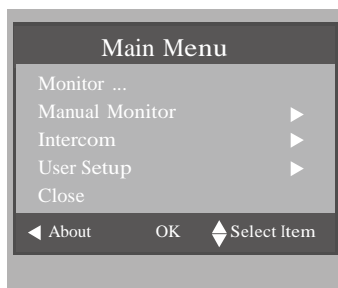 Main Menu
Monitor ...
Manual Monitor
Intercom
User Setup
Close
About OK Select Item